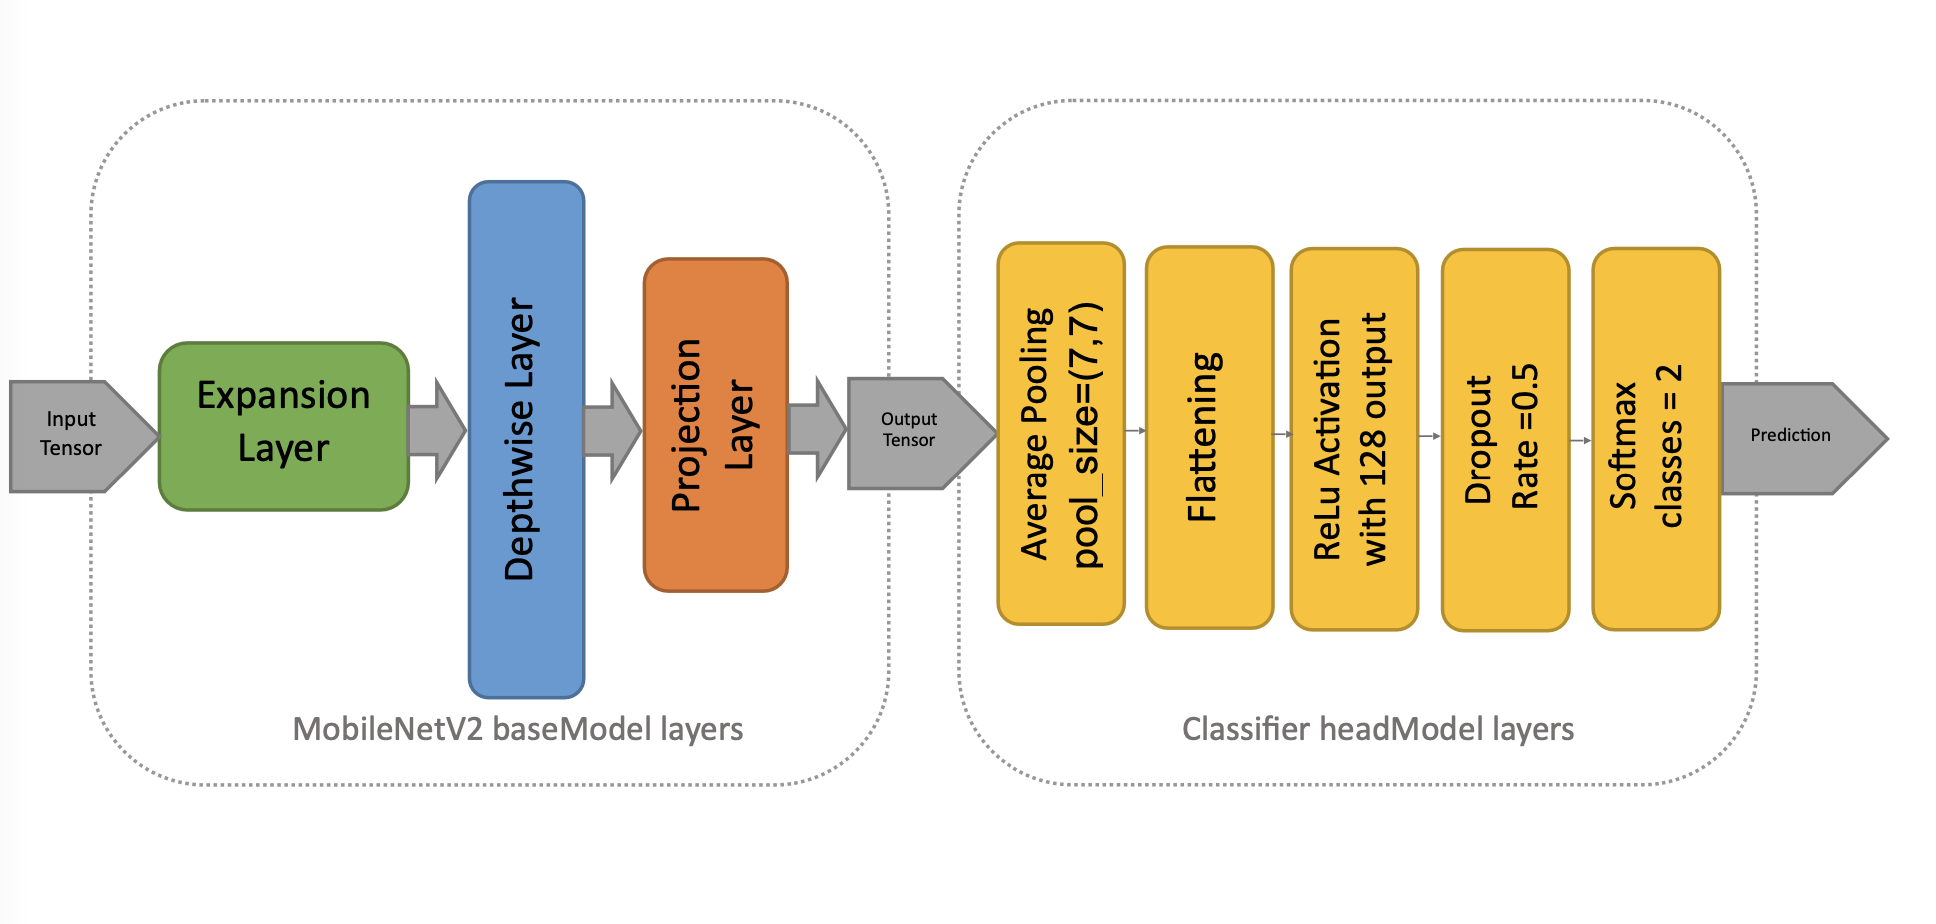 Input
Tensor
Expansion
Layer
Depthwise Layer
Projection
Layer
Output
Tensor
MobileNetV2 baseModel layers
Average Pooling
pool_size=(7,7)
Flattening
ReLu Activation
with 128 output
Dropout
Rate =0.5
Softmax
classes = 2
Prediction
Classifier headModel layers